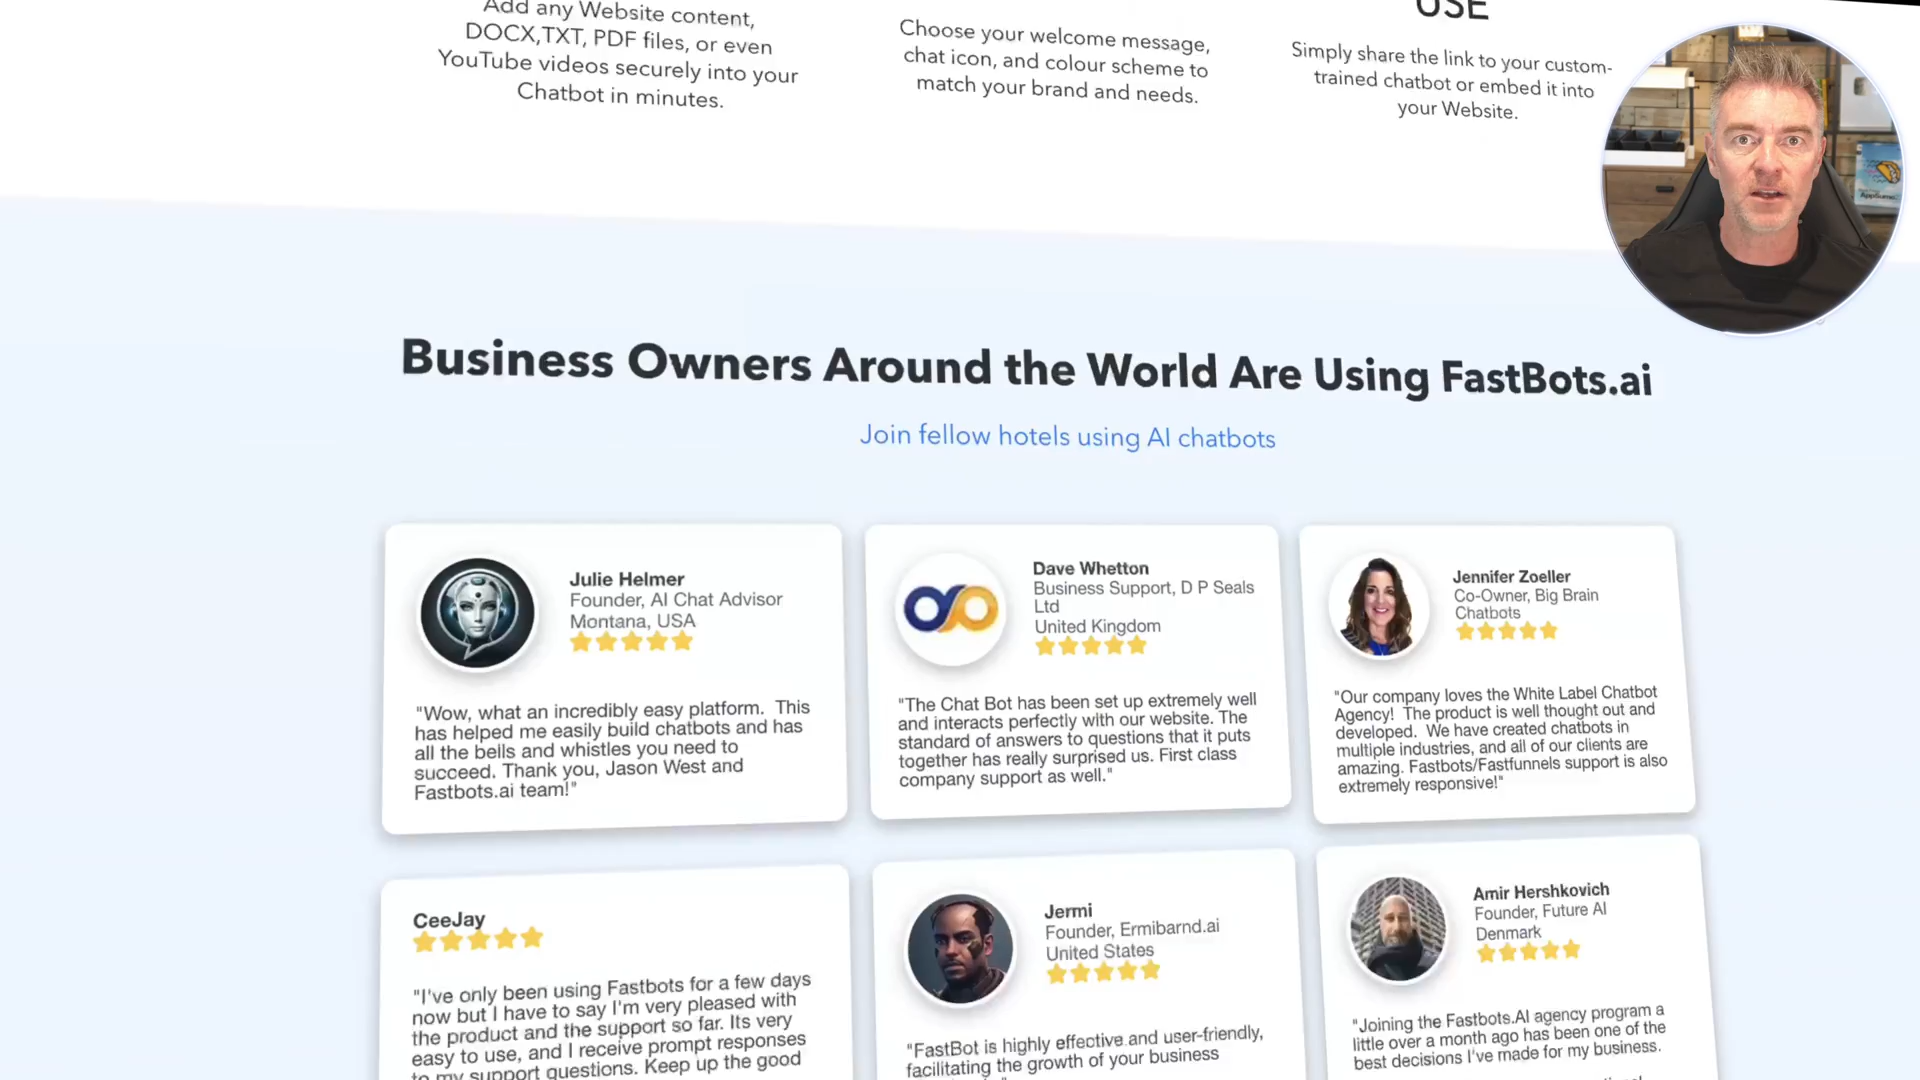 Add any Website content,
DOCX,TXT, PDF files, or even
YouTube videos securely into your
Chatbot in minutes.
Choose your welcome message,
chat icon, and colour scheme to
match your brand and needs.
USE
Simply share the link to your custom-
trained chatbot or embed it into
your Website.
Business Owners Around the World Are Using FastBots.ai
Join fellow hotels using AI chatbots
Julie Helmer
Founder, AI Chat Advisor
Montana, USA
"Wow, what an incredibly easy platform. This
has helped me easily build chatbots and has
all the bells and whistles you need to
succeed. Thank you, Jason West and
Fastbots.ai team!"
Dave Whetton
Business Support, D P Seals
Ltd
United Kingdom
"The Chat Bot has been set up extremely well
and interacts perfectly with our website. The
standard of answers to questions that it puts
together has really surprised us. First class
company support as well."
Jennifer Zoeller
Co-Owner, Big Brain
Chatbots
"Our company loves the White Label Chatbot
Agency! The product is well thought out and
developed. We have created chatbots in
multiple industries, and all of our clients are
amazing. Fastbots/Fastfunnels support is also
extremely responsive!"
CeeJay
"I've only been using Fastbots for a few days
now but I have to say I'm very pleased with
the product and the support so far. Its very
easy to use, and I receive prompt responses
to my support questions. Keep up the good
Jermi
Founder, Ermibarnd.ai
United States
"FastBot is highly effective and user-friendly,
facilitating the growth of your business
Amir Hershkovich
Founder, Future AI
Denmark
"Joining the Fastbots.AI agency program a
little over a month ago has been one of the
best decisions I've made for my business.